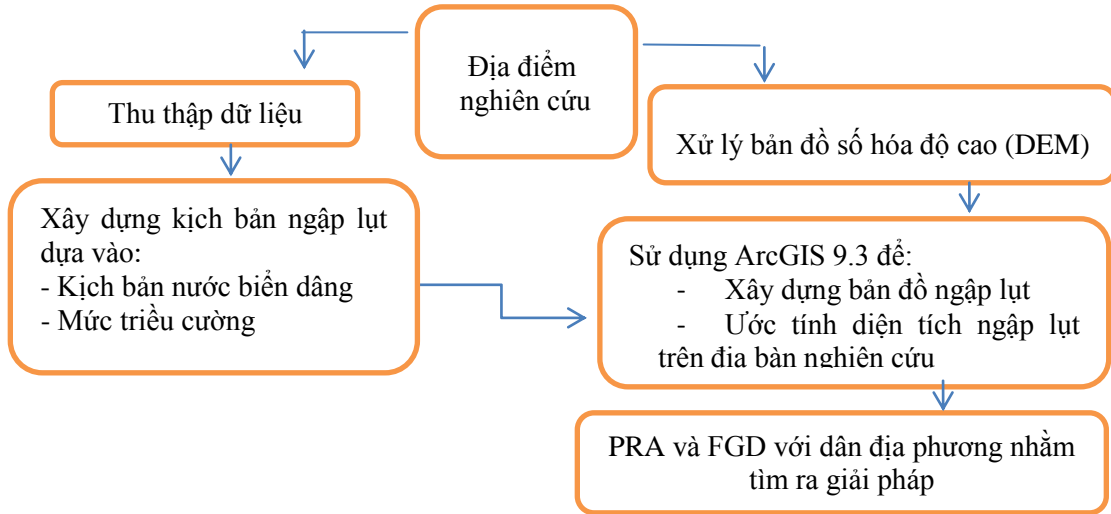 Địa điểm
nghiên cứu
Thu thập dữ liệu
Xử lý bản đồ số hóa độ cao (DEM)
Xây dựng kịch bản ngập lụt
dựa vào:
- Kịch bản nước biển dâng
- Mức triều cường
Sử dụng ArcGIS 9.3 để:
- Xây dựng bản đồ ngập lụt
- Ước tính diện tích ngập lụt
trên địa bàn nghiên cứu
PRA và FGD với dân địa phương nhằm
tìm ra giải pháp